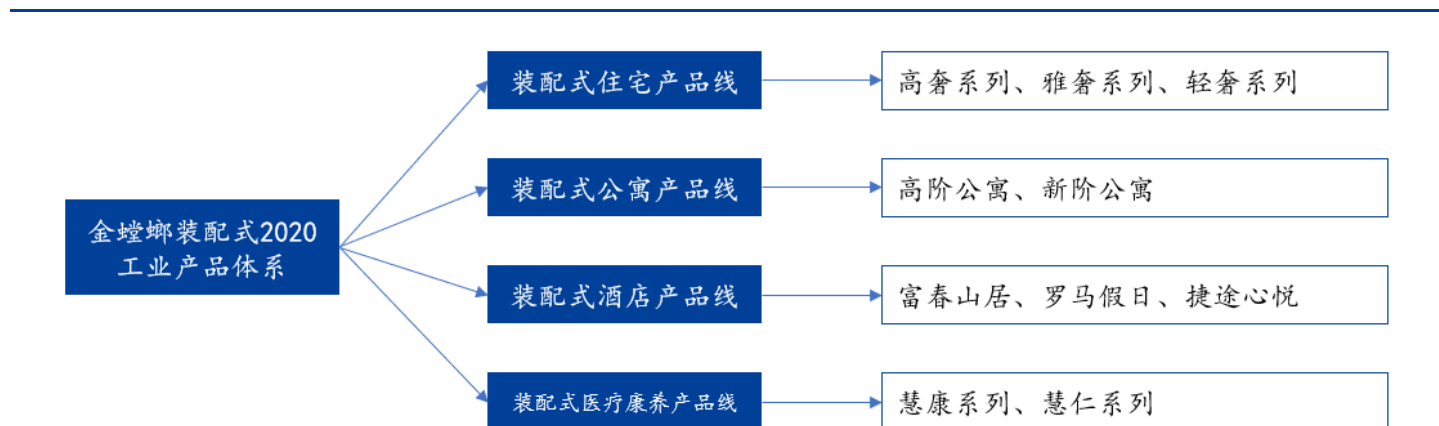 装配式住宅产品线
高奢系列、雅奢系列、轻奢系列
装配式公寓产品线
高阶公寓、新阶公寓
金螳螂装配式2020
工业产品体系
装配式酒店产品线
富春山居、罗马假日、捷途心悦
装配式医疗康养产品线
慧康系列、慧仁系列